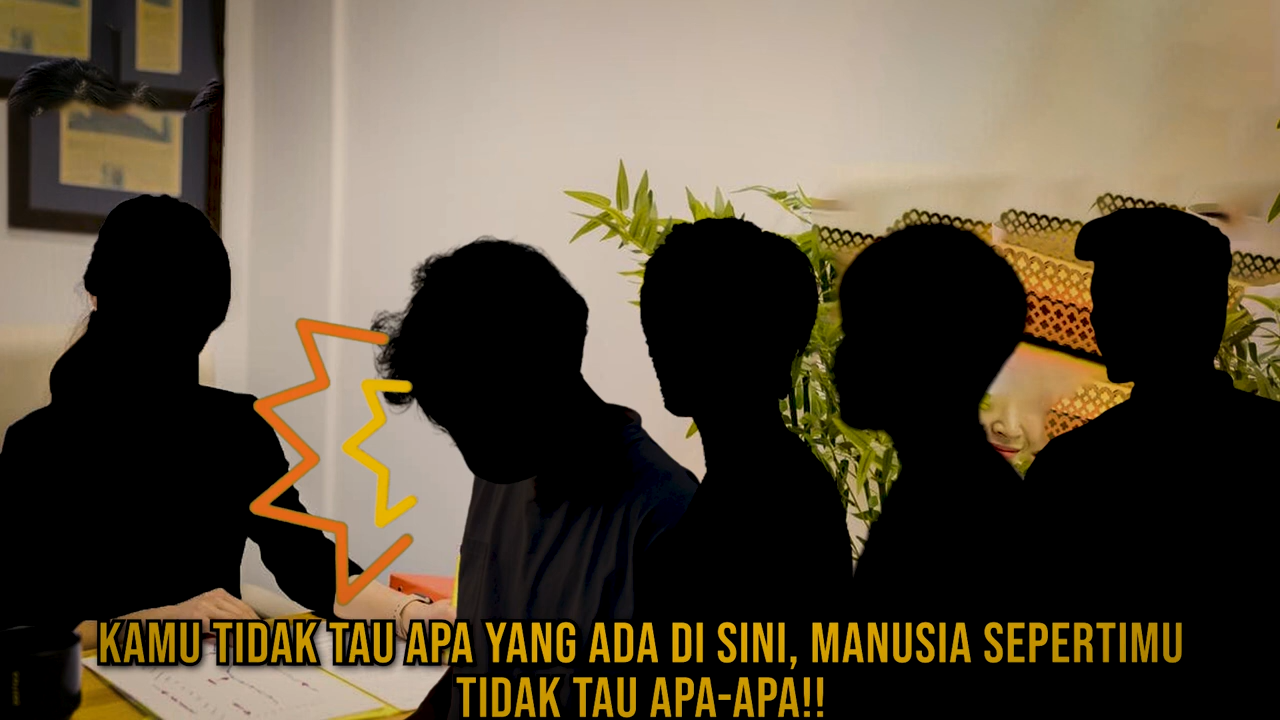 KAMU TIDAK TAU APA YANG ADA DI SINI, MANUSIA SEPERTIMU
TIDAK TAU APA-APA!!